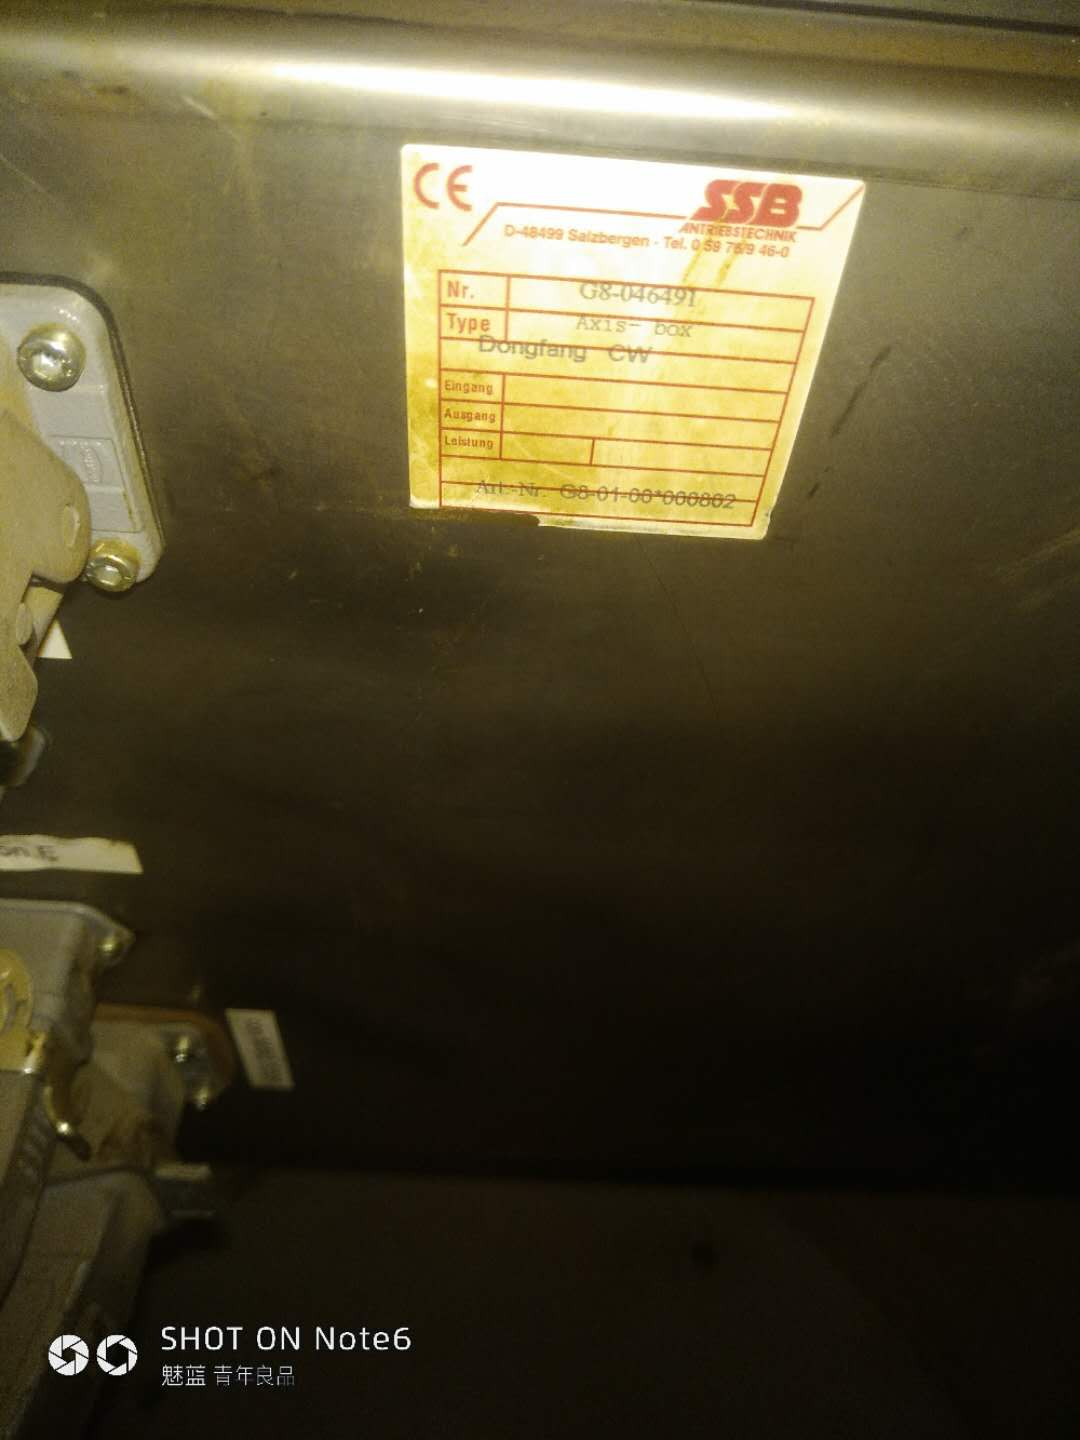 CE
SSB
ANTRIEBSTECHNIK
D-48499 Salzbergen - Tel. 0 59 76/9 46-0
Nr. G8-046491
Type Axis- box
Dongfang CW
Eingang
Ausgang
Leistung
Art.-Nr. G8-01-00*000802
SHOT ON Note6
魅蓝 青年良品